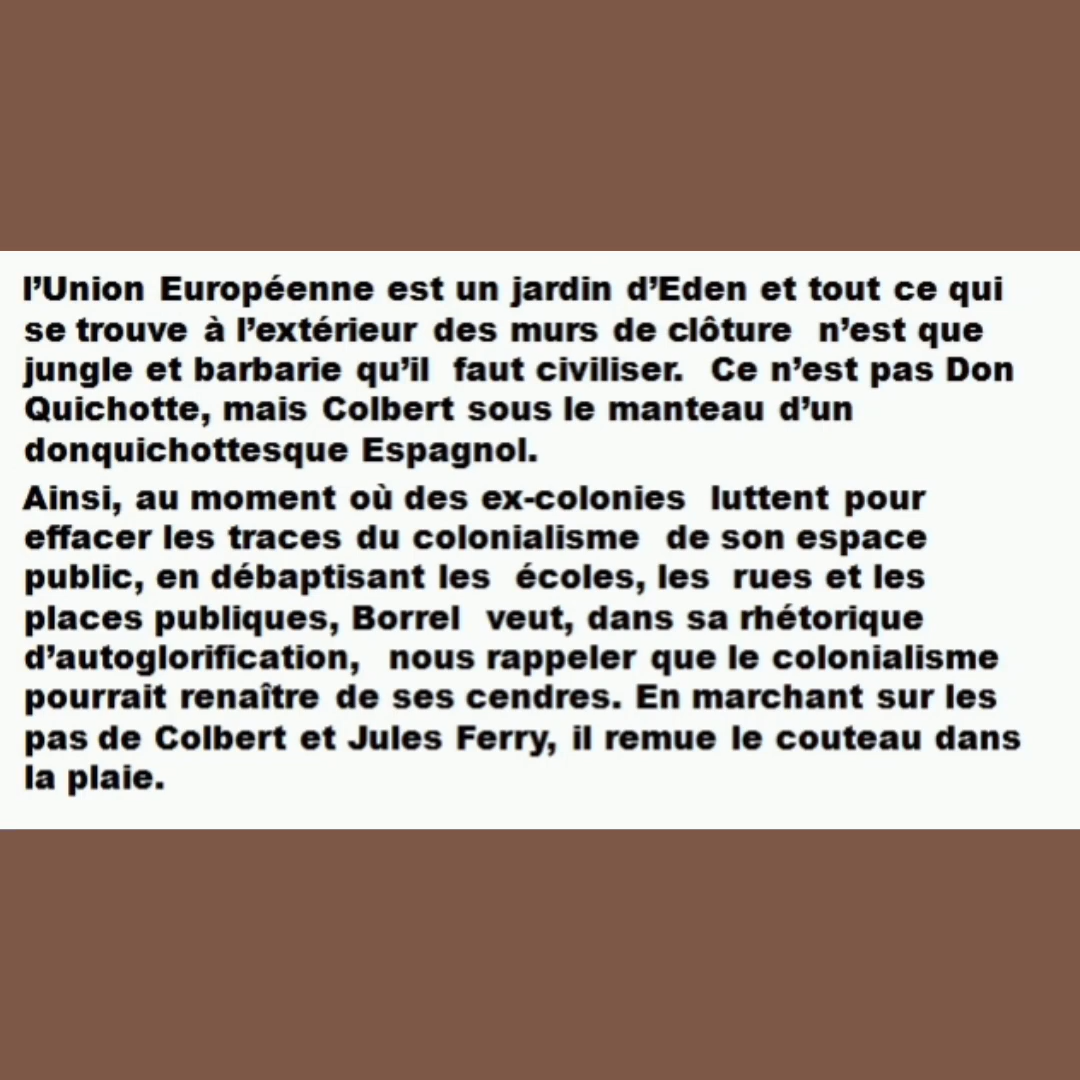 l’Union Européenne est un jardin d’Eden et tout ce qui
se trouve à l’extérieur des murs de clôture n’est que
jungle et barbarie qu’il faut civiliser. Ce n’est pas Don
Quichotte, mais Colbert sous le manteau d’un
donquichottesque Espagnol.
Ainsi, au moment où des ex-colonies luttent pour
effacer les traces du colonialisme de son espace
public, en débaptisant les écoles, les rues et les
places publiques, Borrel veut, dans sa rhétorique
d’autoglorification, nous rappeler que le colonialisme
pourrait renaître de ses cendres. En marchant sur les
pas de Colbert et Jules Ferry, il remue le couteau dans
la plaie.